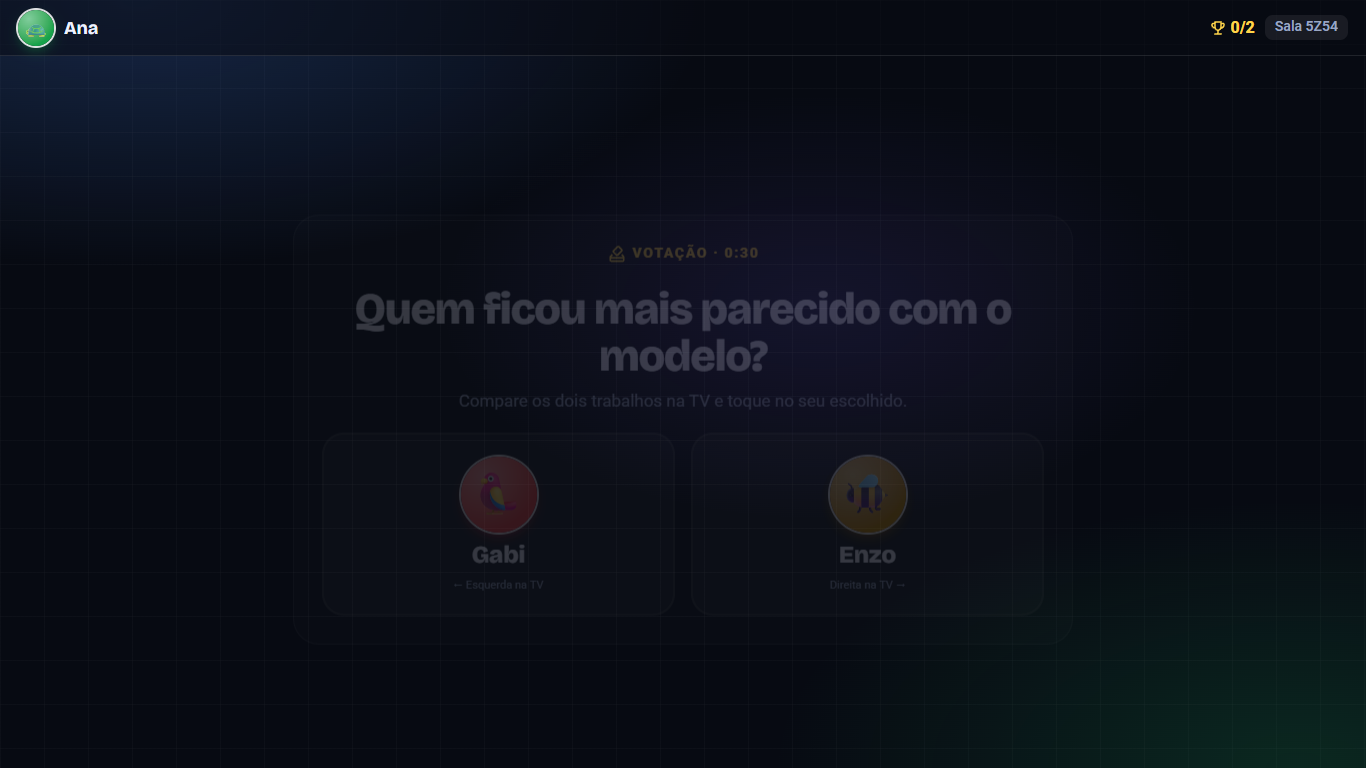 Ana
0/2
Sala 5Z54
VOTAÇÃO · 0:30
Quem ficou mais parecido com o
modelo?
Compare os dois trabalhos na TV e toque no seu escolhido.
Gabi
← Esquerda na TV
Enzo
Direita na TV →